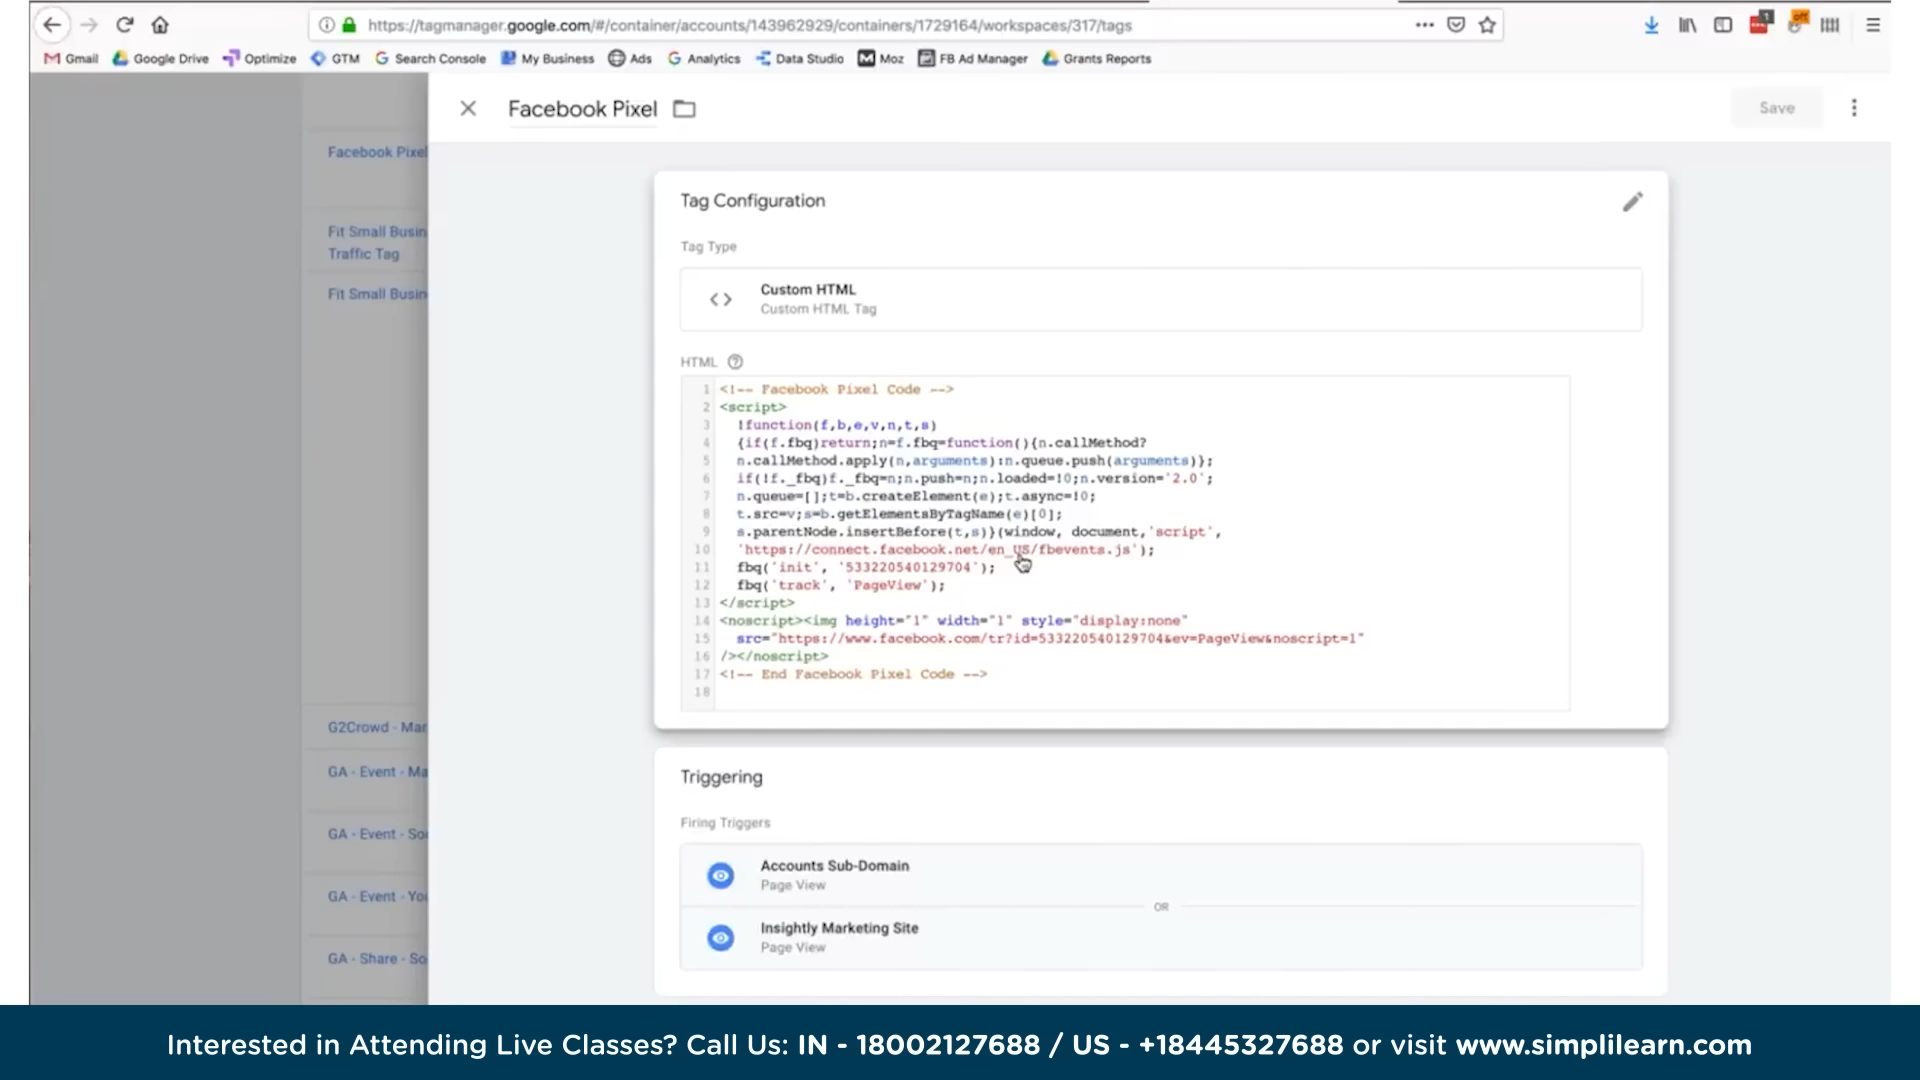 https://tagmanager.google.com/#/container/accounts/143962929/containers/1729164/workspaces/317/tags
1
off
Gmail Google Drive Optimize GTM Search Console My Business Ads Analytics Data Studio Moz FB Ad Manager Grants Reports
Facebook Pixel
Save
Facebook Pixel
Fit Small Busin
Traffic Tag
Fit Small Busin
G2Crowd - Mar
GA - Event - Ma
GA - Event - Soc
GA - Event - You
GA - Share - So
Tag Configuration
Tag Type
Custom HTML
Custom HTML Tag
HTML
1 <!-- Facebook Pixel Code -->
2 <script>
3 !function(f,b,e,v,n,t,s)
4 {if(f.fbq)return;n=f.fbq=function(){n.callMethod?
5 n.callMethod.apply(n,arguments):n.queue.push(arguments)};
6 if(!f._fbq)f._fbq=n;n.push=n;n.loaded=!0;n.version='2.0';
7 n.queue=[];t=b.createElement(e);t.async=!0;
8 t.src=v;s=b.getElementsByTagName(e)[0];
9 s.parentNode.insertBefore(t,s)}(window, document,'script',
10 'https://connect.facebook.net/en_US/fbevents.js');
11 fbq('init', '533220540129704');
12 fbq('track', 'PageView');
13 </script>
14 <noscript><img height="1" width="1" style="display:none"
15 src="https://www.facebook.com/tr?id=533220540129704&ev=PageView&noscript=1"
16 /></noscript>
17 <!-- End Facebook Pixel Code -->
18
Triggering
Firing Triggers
Accounts Sub-Domain
Page View
OR
Insightly Marketing Site
Page View
Interested in Attending Live Classes? Call Us: IN - 18002127688 / US - +18445327688 or visit www.simplilearn.com